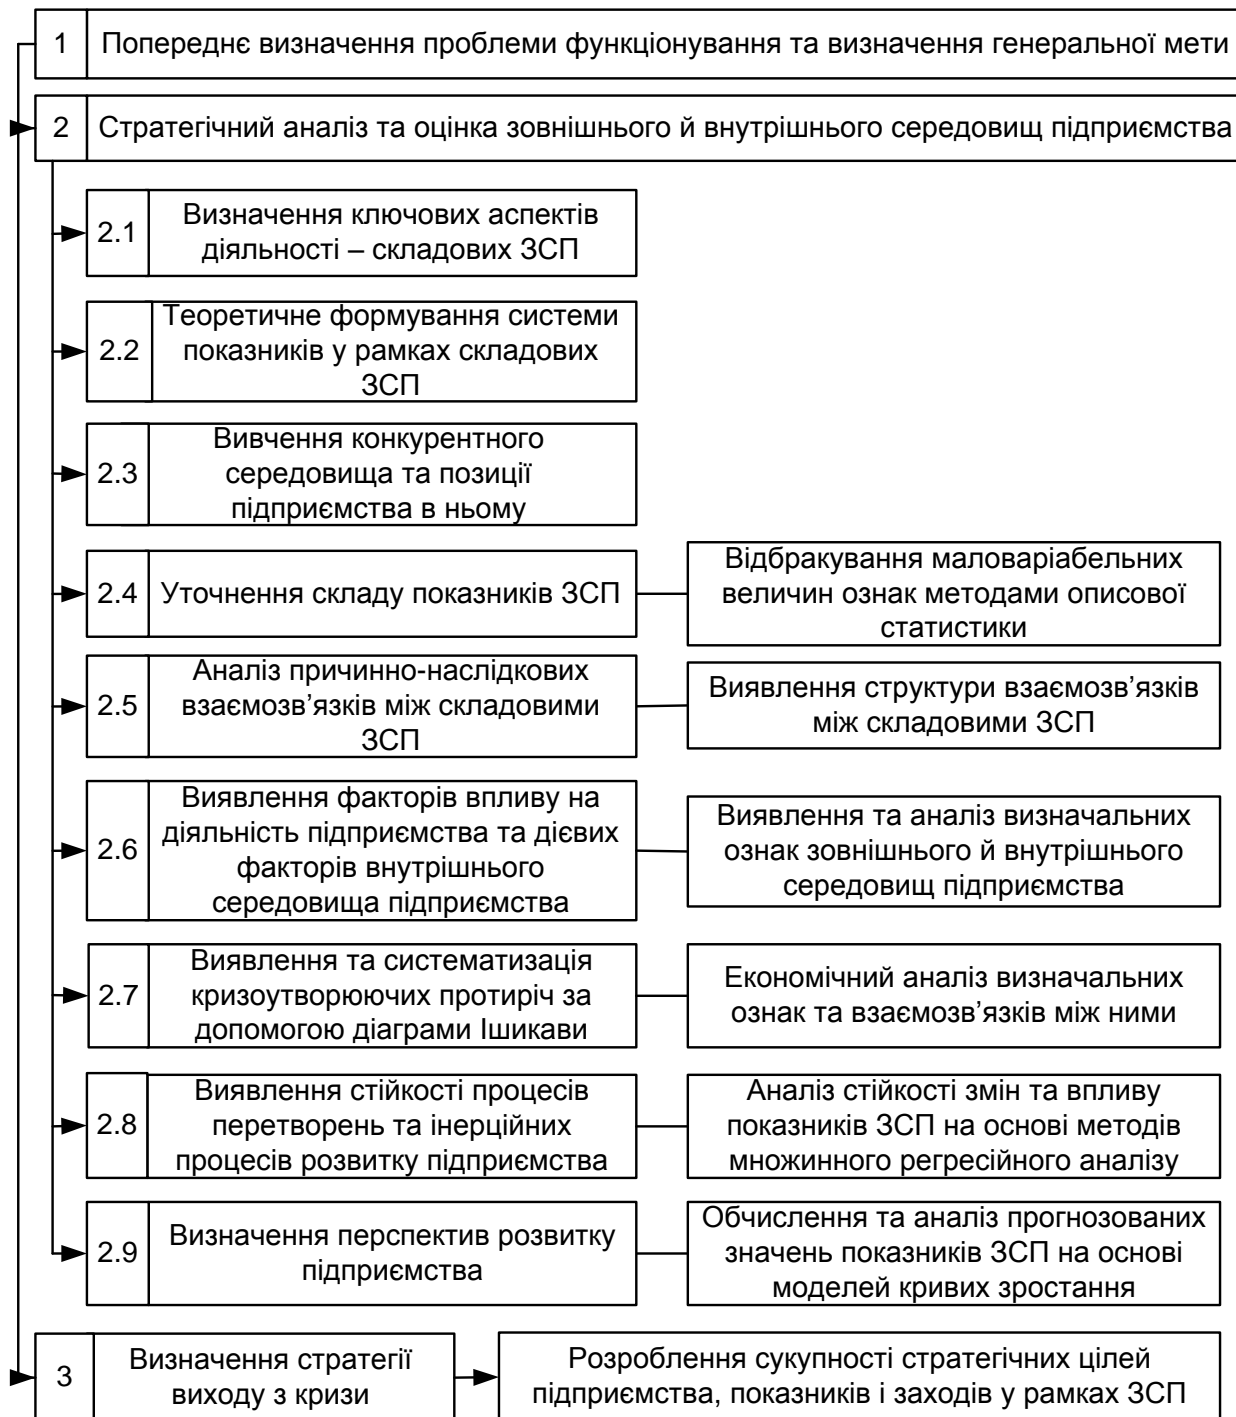 1 Попереднє визначення проблеми функціонування та визначення генеральної мети
2 Стратегічний аналіз та оцінка зовнішнього й внутрішнього середовищ підприємства
2.1
Визначення ключових аспектів
діяльності – складових ЗСП
2.2
Теоретичне формування системи
показників у рамках складових
ЗСП
2.3
Вивчення конкурентного
середовища та позиції
підприємства в ньому
2.4
Уточнення складу показників ЗСП
Відбракування маловаріабельних
величин ознак методами описової
статистики
2.5
Аналіз причинно-наслідкових
взаємозв’язків між складовими
ЗСП
Виявлення структури взаємозв’язків
між складовими ЗСП
2.6
Виявлення факторів впливу на
діяльність підприємства та дієвих
факторів внутрішнього
середовища підприємства
Виявлення та аналіз визначальних
ознак зовнішнього й внутрішнього
середовищ підприємства
2.7
Виявлення та систематизація
кризоутворюючих протиріч за
допомогою діаграми Ішикави
Економічний аналіз визначальних
ознак та взаємозв’язків між ними
2.8
Виявлення стійкості процесів
перетворень та інерційних
процесів розвитку підприємства
Аналіз стійкості змін та впливу
показників ЗСП на основі методів
множинного регресійного аналізу
2.9
Визначення перспектив розвитку
підприємства
Обчислення та аналіз прогнозованих
значень показників ЗСП на основі
моделей кривих зростання
3
Визначення стратегії
виходу з кризи
Розроблення сукупності стратегічних цілей
підприємства, показників і заходів у рамках ЗСП